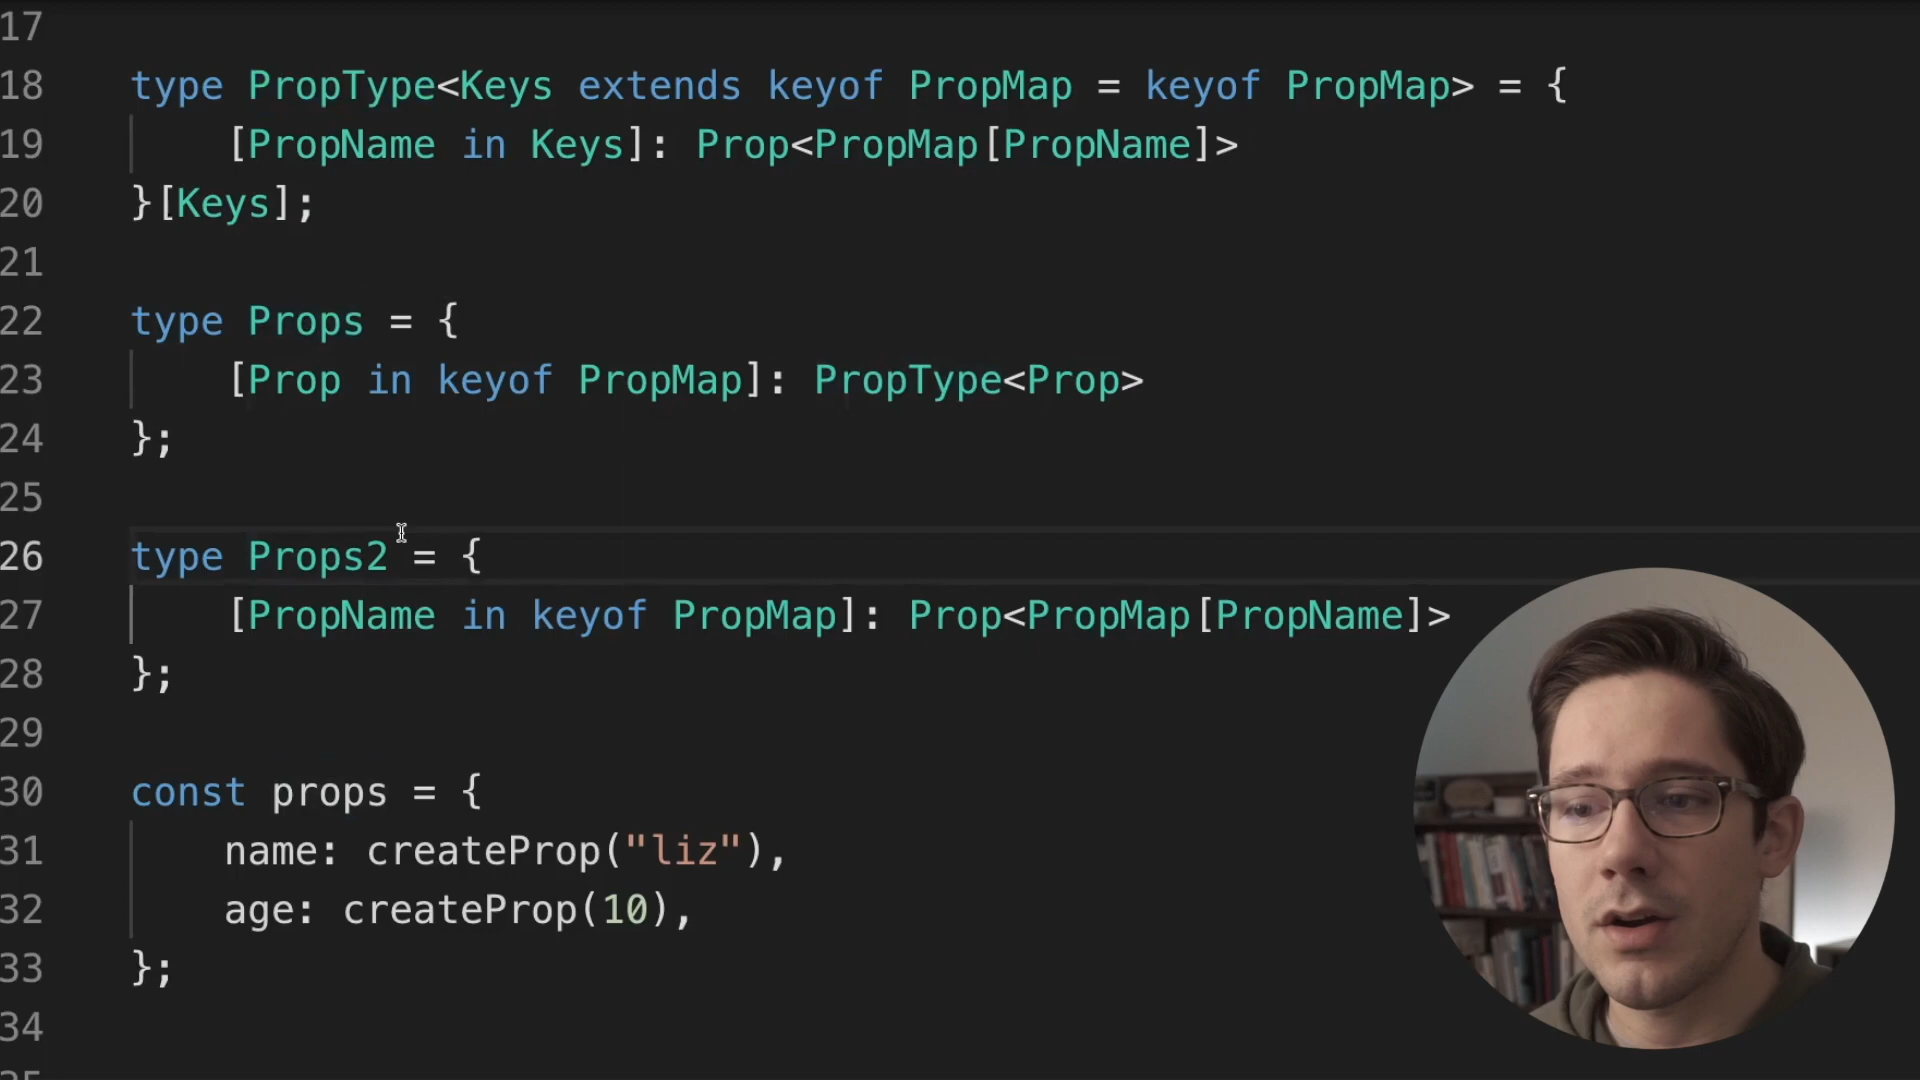 17
18 type PropType<Keys extends keyof PropMap = keyof PropMap> = {
19 [PropName in Keys]: Prop<PropMap[PropName]>
20 }[Keys];
21
22 type Props = {
23 [Prop in keyof PropMap]: PropType<Prop>
24 };
25
26 type Props2 = {
27 [PropName in keyof PropMap]: Prop<PropMap[PropName]>
28 };
29
30 const props = {
31 name: createProp("liz"),
32 age: createProp(10),
33 };
34
35